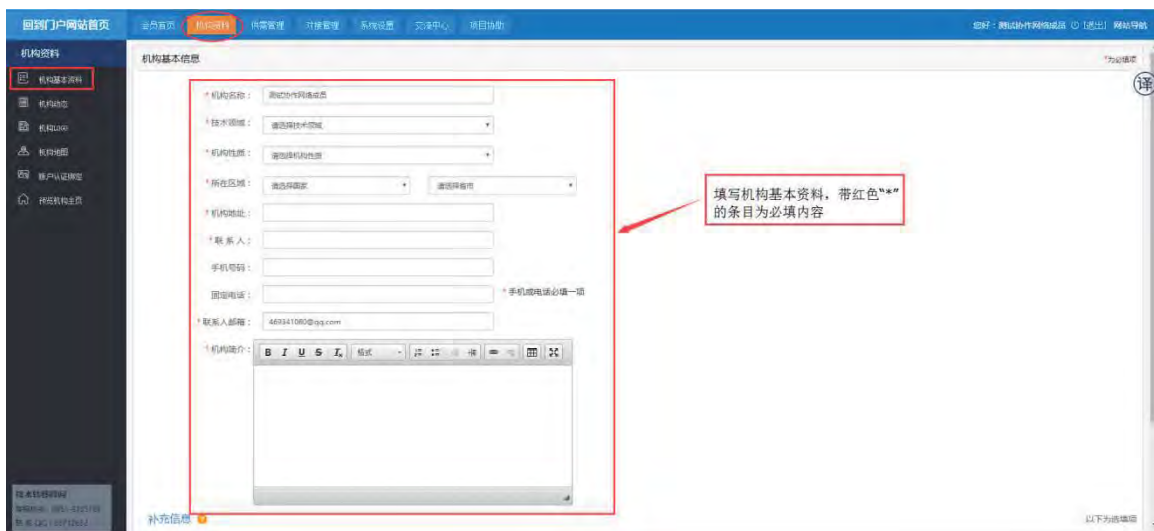 回到门户网站首页
会员首页 机构资料 供需管理 对接管理 系统设置 交流中心 项目协助
您好：测试协作网络成员 [退出] 网站导航
机构资料
机构基本资料
机构动态
机构LOGO
机构地图
账户认证绑定
预览机构主页
机构基本信息
*为必填项
译
* 机构名称： 测试协作网络成员
* 技术领域： 请选择技术领域
* 机构性质： 请选择机构性质
* 所在区域： 请选择国家 请选择省市
* 机构地址：
* 联 系 人：
手机号码：
固定电话： * 手机或电话必填一项
* 联系人邮箱： 469341080@qq.com
* 机构简介：
B I U S Ix 格式
填写机构基本资料，带红色“*”
的条目为必填内容
补充信息 ?
以下为选填项